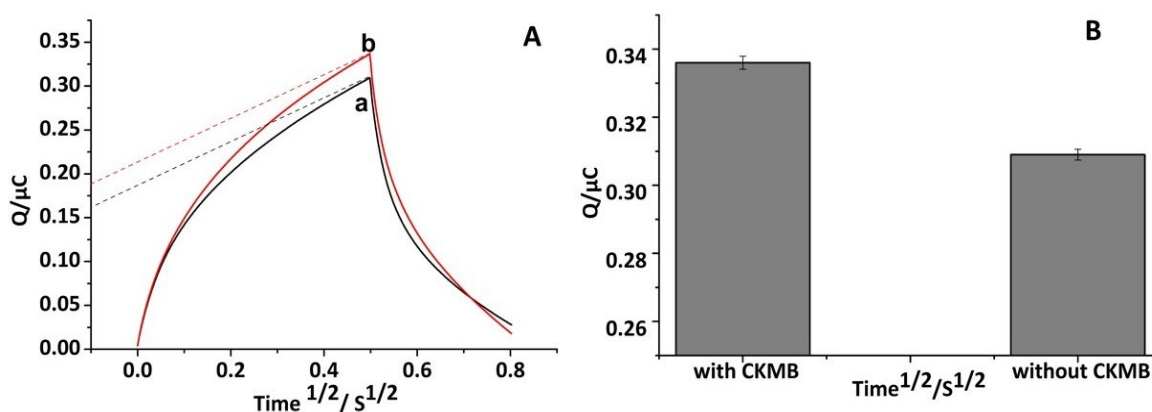 A
0.35
0.30
0.25
0.20
0.15
0.10
0.05
0.00
Q/µC
b
a
0.0 0.2 0.4 0.6 0.8
Time 1/2/ S1/2
B
0.34
0.32
0.30
0.28
0.26
Q/µC
with CKMB without CKMB
Time1/2/S1/2